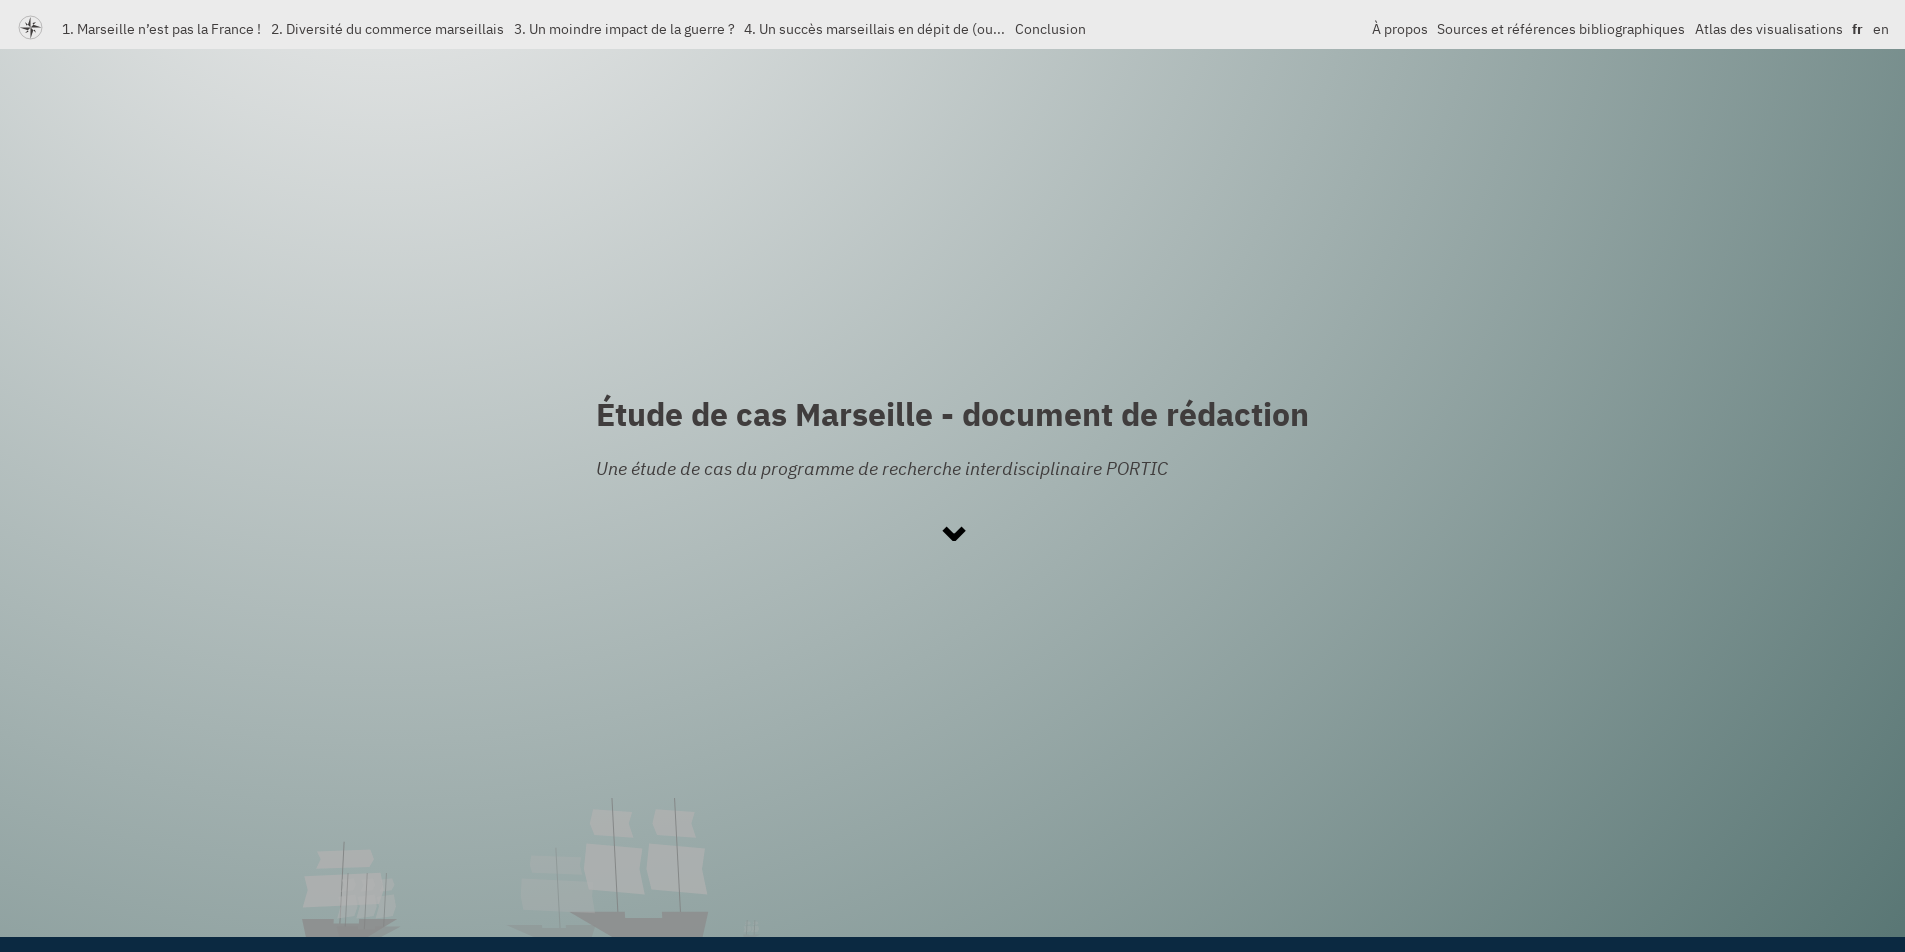 1. Marseille n’est pas la France ! 2. Diversité du commerce marseillais 3. Un moindre impact de la guerre ? 4. Un succès marseillais en dépit de (ou... Conclusion À propos Sources et références bibliographiques Atlas des visualisations fr en
Étude de cas Marseille - document de rédaction
Une étude de cas du programme de recherche interdisciplinaire PORTIC